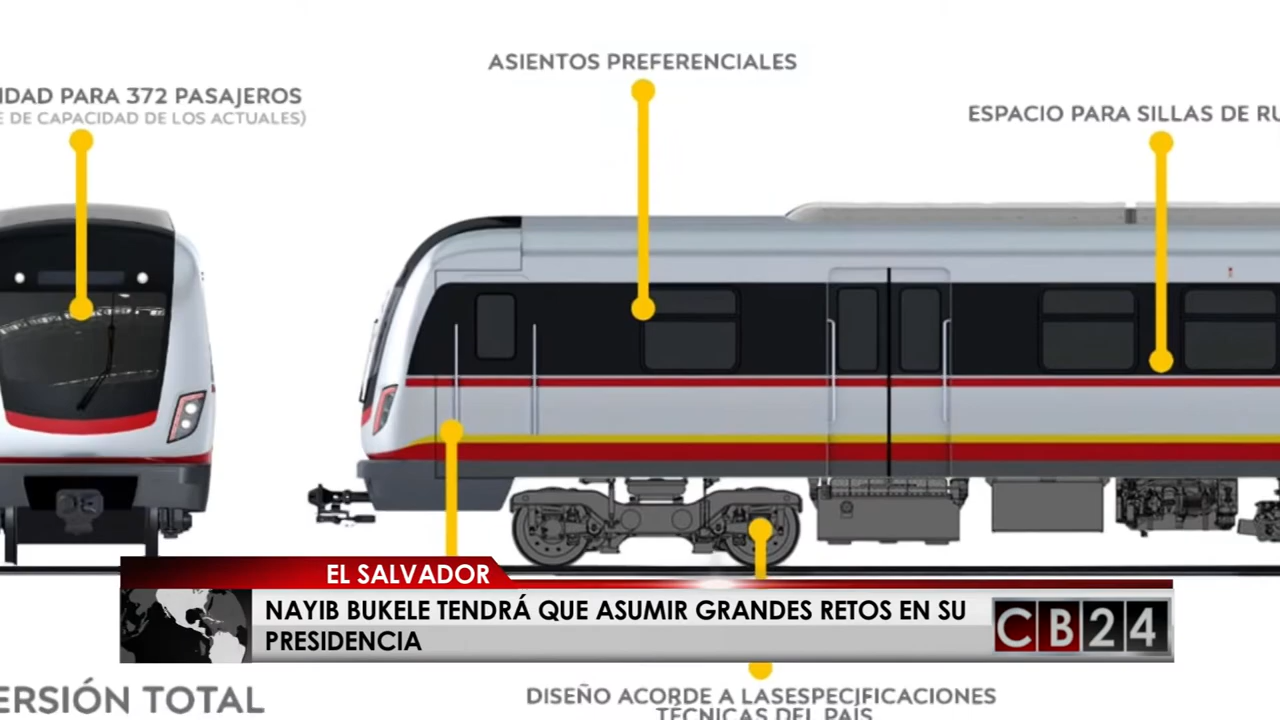 ASIENTOS PREFERENCIALES
IDAD PARA 372 PASAJEROS
E DE CAPACIDAD DE LOS ACTUALES)
ESPACIO PARA SILLAS DE RU
EL SALVADOR
NAYIB BUKELE TENDRÁ QUE ASUMIR GRANDES RETOS EN SU
PRESIDENCIA
CB24
ERSIÓN TOTAL
DISEÑO ACORDE A LASESPECIFICACIONES
TÉCNICAS DEL PAÍS